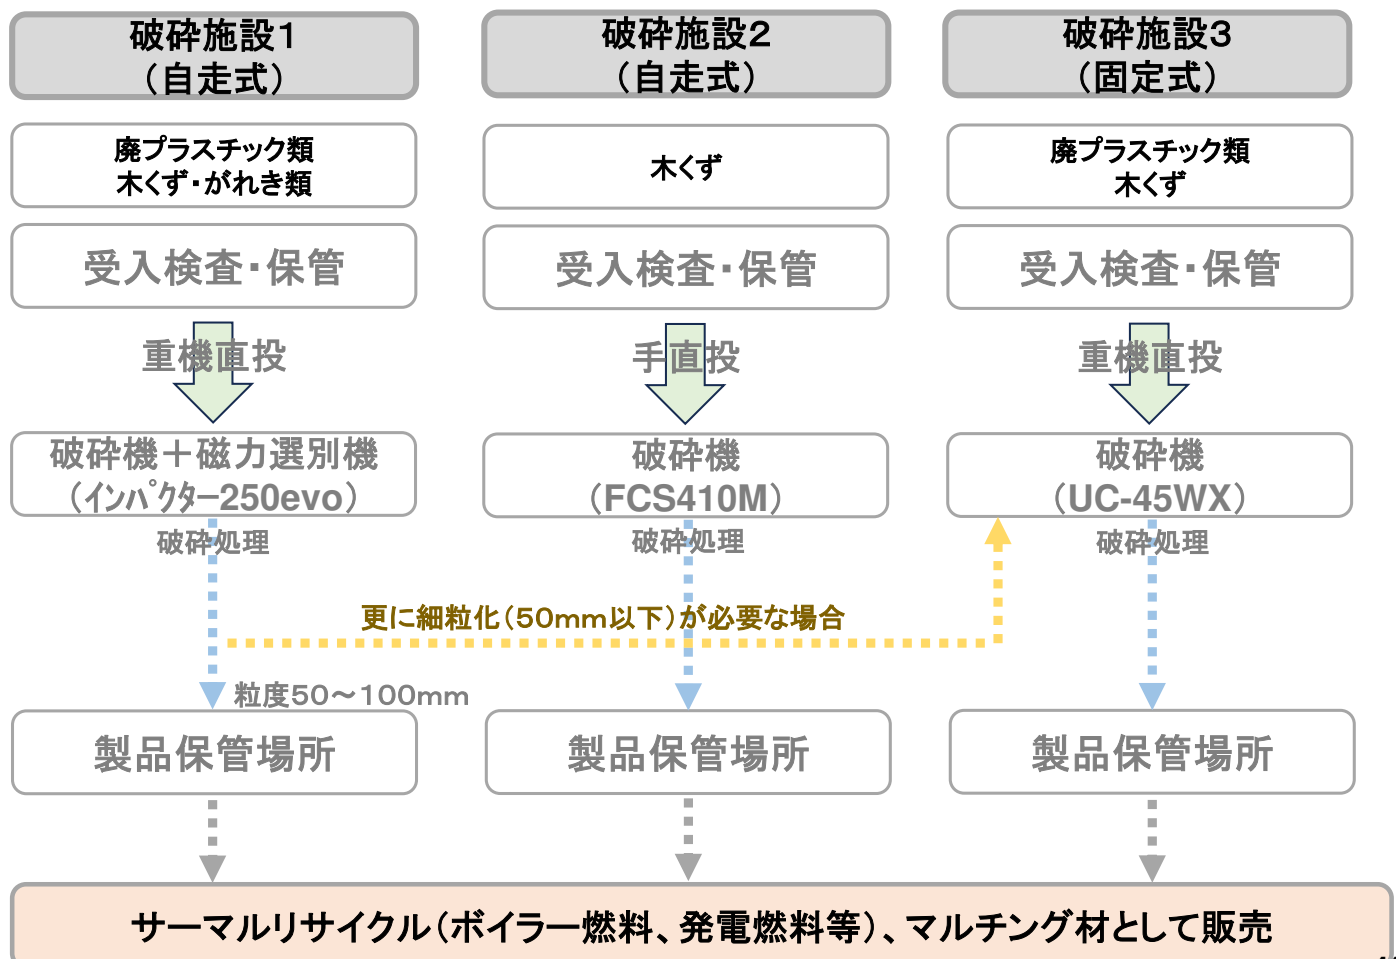 破砕施設1
（自走式）
破砕施設2
（自走式）
破砕施設3
（固定式）
廃プラスチック類
木くず・がれき類
木くず
廃プラスチック類
木くず
受入検査・保管
受入検査・保管
受入検査・保管
重機直投
手直投
重機直投
破砕機＋磁力選別機
（ｲﾝﾊﾟｸﾀｰ250evo）
破砕機
（FCS410M）
破砕機
（UC-45WX）
破砕処理
破砕処理
破砕処理
更に細粒化（50mm以下）が必要な場合
粒度50～100mm
製品保管場所
製品保管場所
製品保管場所
サーマルリサイクル（ボイラー燃料、発電燃料等）、マルチング材として販売